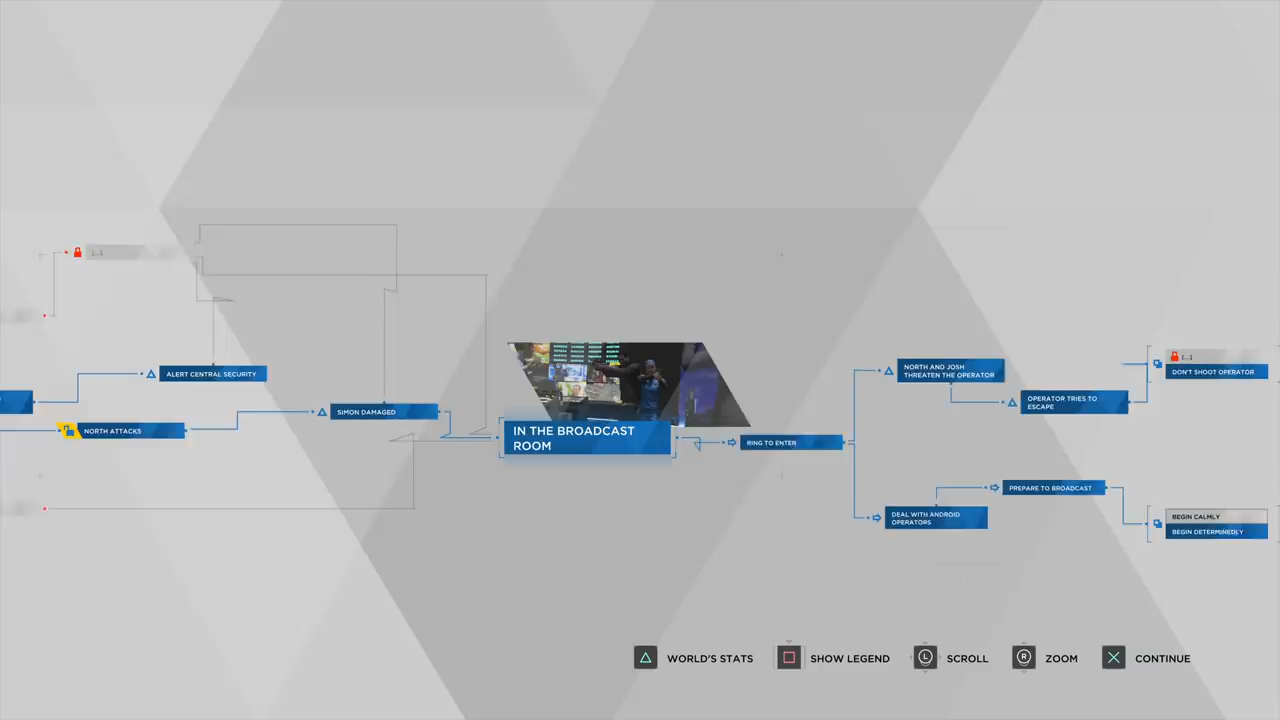 [...]
ALERT CENTRAL SECURITY
NORTH ATTACKS
SIMON DAMAGED
IN THE BROADCAST
ROOM
RING TO ENTER
NORTH AND JOSH
THREATEN THE OPERATOR
OPERATOR TRIES TO
ESCAPE
[...]
DON'T SHOOT OPERATOR
DEAL WITH ANDROID
OPERATORS
PREPARE TO BROADCAST
BEGIN CALMLY
BEGIN DETERMINEDLY
WORLD'S STATS
SHOW LEGEND
L
SCROLL
R
ZOOM
CONTINUE